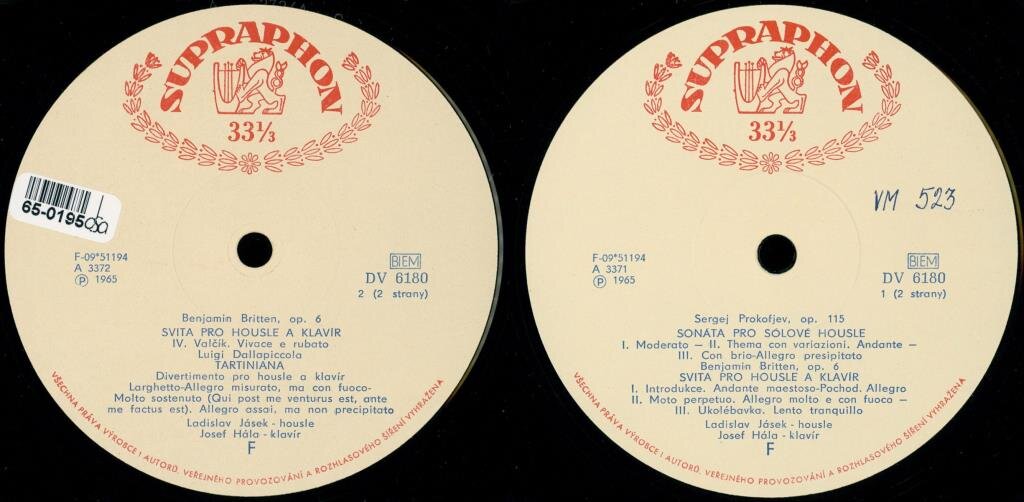 SUPRAPHON
33⅓
65-0195
F-09*51194
A 3372
Ⓟ 1965
BIEM
DV 6180
2 (2 strany)
Benjamin Britten, op. 6
SVITA PRO HOUSLE A KLAVÍR
IV. Valčík. Vivace e rubato
Luigi Dallapiccola
TARTINIANA
Divertimento pro housle a klavír
Larghetto-Allegro misurato, ma con fuoco-
Molto sostenuto (Qui post me venturus est, ante
me factus est). Allegro assai, ma non precipitato
Ladislav Jásek - housle
Josef Hála - klavír
F
VŠECHNA PRÁVA VÝROBCE I AUTORŮ. VEŘEJNÉHO PROVOZOVÁNÍ A ROZHLASOVÉHO ŠÍŘENÍ VYHRAŽENA
SUPRAPHON
33⅓
VM 523
F-09*51194
A 3371
Ⓟ 1965
BIEM
DV 6180
1 (2 strany)
Sergej Prokofjev, op. 115
SONÁTA PRO SÓLOVÉ HOUSLE
I. Moderato – II. Thema con variazioni. Andante –
III. Con brio-Allegro presipitato
Benjamin Britten, op. 6
SVITA PRO HOUSLE A KLAVÍR
I. Introdukce. Andante maestoso-Pochod. Allegro
II. Moto perpetuo. Allegro molto e con fuoco –
III. Ukolébavka. Lento tranquillo
Ladislav Jásek - housle
Josef Hála - klavír
F
VŠECHNA PRÁVA VÝROBCE I AUTORŮ. VEŘEJNÉHO PROVOZOVÁNÍ A ROZHLASOVÉHO ŠÍŘENÍ VYHRAŽENA